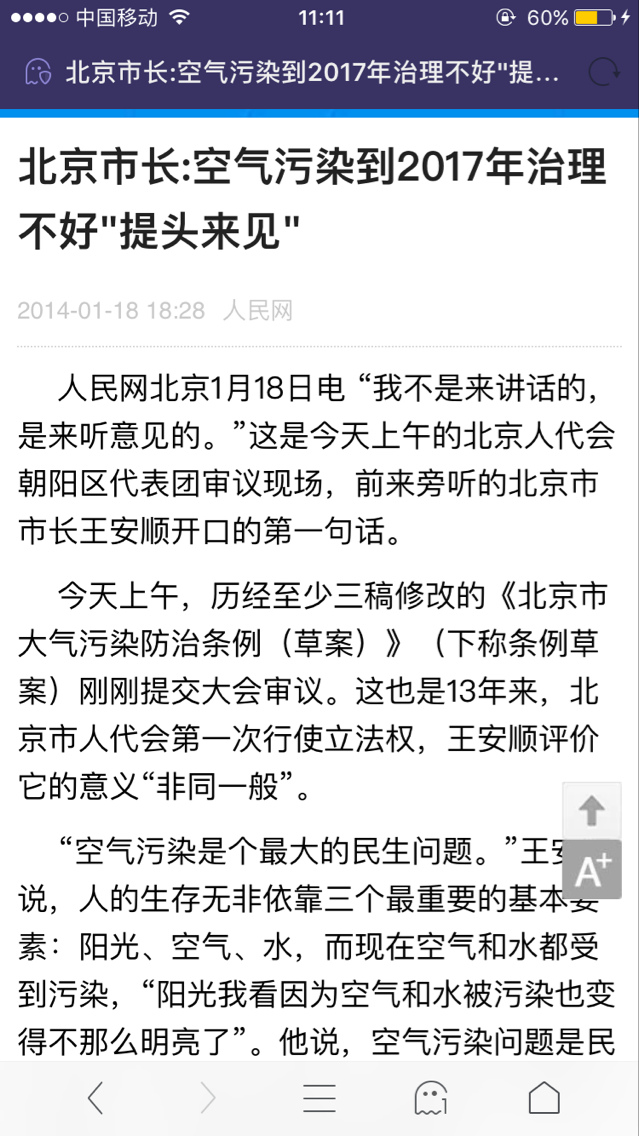 中国移动 11:11 60%
北京市长:空气污染到2017年治理不好"提...
北京市长:空气污染到2017年治理
不好"提头来见"
2014-01-18 18:28 人民网
人民网北京1月18日电 “我不是来讲话的，
是来听意见的。”这是今天上午的北京人代会
朝阳区代表团审议现场，前来旁听的北京市
市长王安顺开口的第一句话。
今天上午，历经至少三稿修改的《北京市
大气污染防治条例（草案）》（下称条例草
案）刚刚提交大会审议。这也是13年来，北
京市人代会第一次行使立法权，王安顺评价
它的意义“非同一般”。
“空气污染是个最大的民生问题。”王安
说，人的生存无非依靠三个最重要的基本要
素：阳光、空气、水，而现在空气和水都受
到污染，“阳光我看因为空气和水被污染也变
得不那么明亮了”。他说，空气污染问题是民
A+